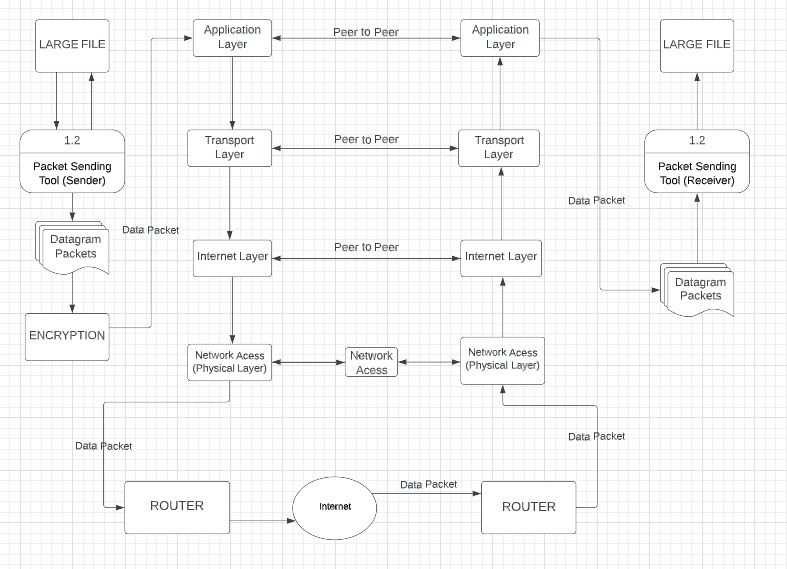 LARGE FILE
Application
Layer
Peer to Peer
Application
Layer
LARGE FILE
1.2
Packet Sending
Tool (Sender)
Transport
Layer
Peer to Peer
Transport
Layer
1.2
Packet Sending
Tool (Receiver)
Data Packet
Data Packet
Datagram
Packets
Internet Layer
Peer to Peer
Internet Layer
Datagram
Packets
ENCRYPTION
Network Acess
(Physical Layer)
Network
Acess
Network Acess
(Physical Layer)
Data Packet
Data Packet
ROUTER
Internet
Data Packet
ROUTER